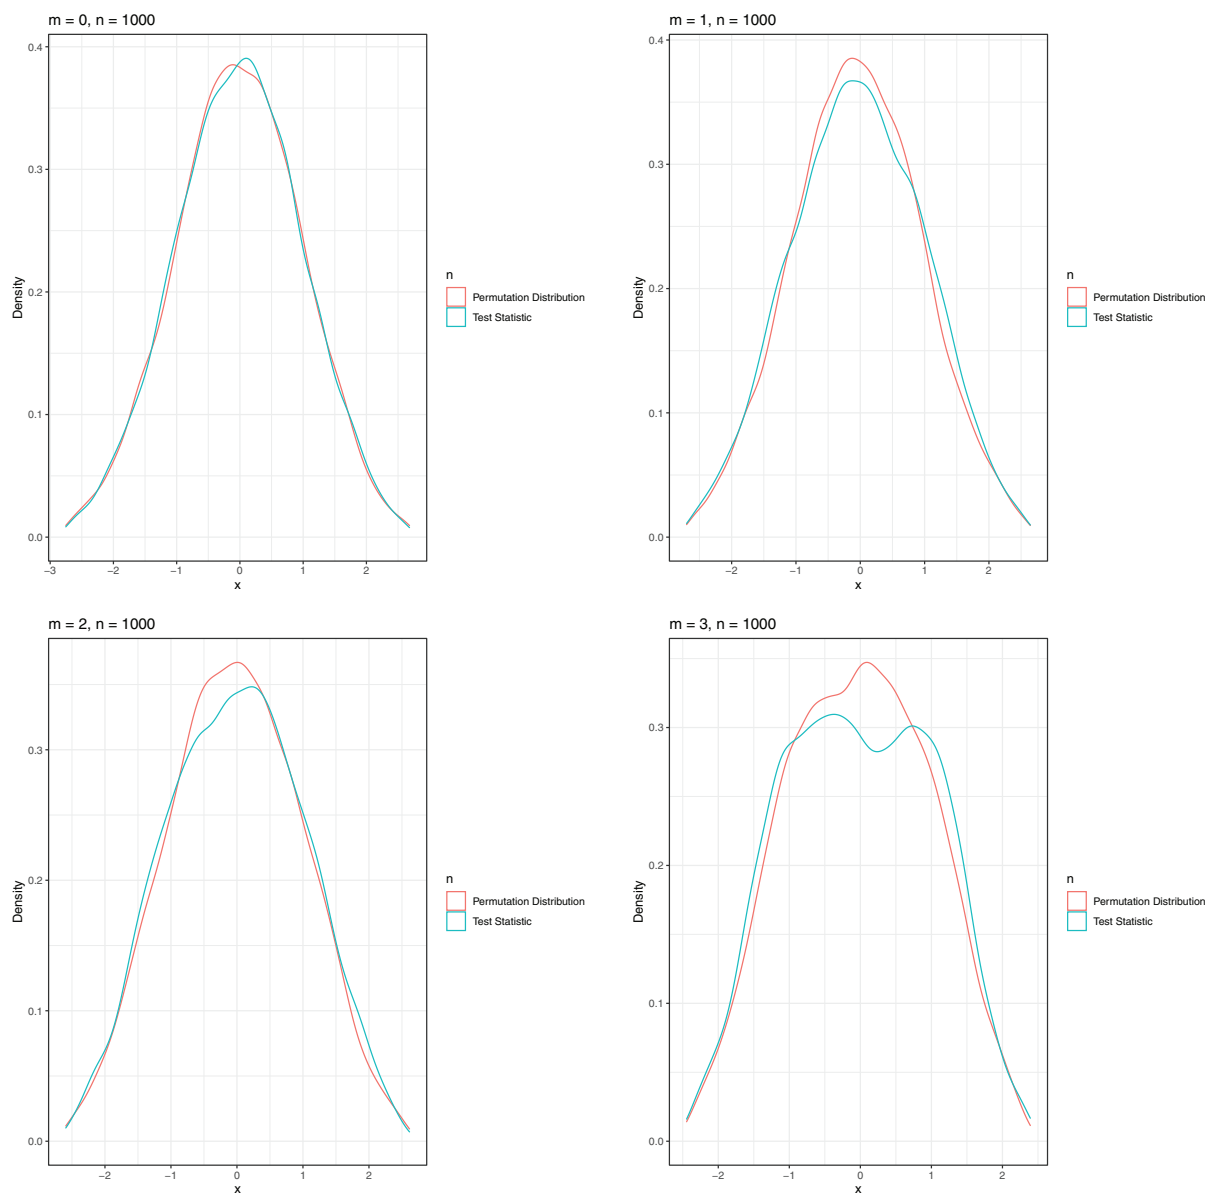 m = 0, n = 1000
0.4
0.3
0.2
0.1
0.0
Density
−3 −2 −1 0 1 2
x
n
Permutation Distribution
Test Statistic
m = 1, n = 1000
0.4
0.3
0.2
0.1
0.0
Density
−2 −1 0 1 2
x
n
Permutation Distribution
Test Statistic
m = 2, n = 1000
0.3
0.2
0.1
0.0
Density
−2 −1 0 1 2
x
n
Permutation Distribution
Test Statistic
m = 3, n = 1000
0.3
0.2
0.1
0.0
Density
−2 −1 0 1 2
x
n
Permutation Distribution
Test Statistic